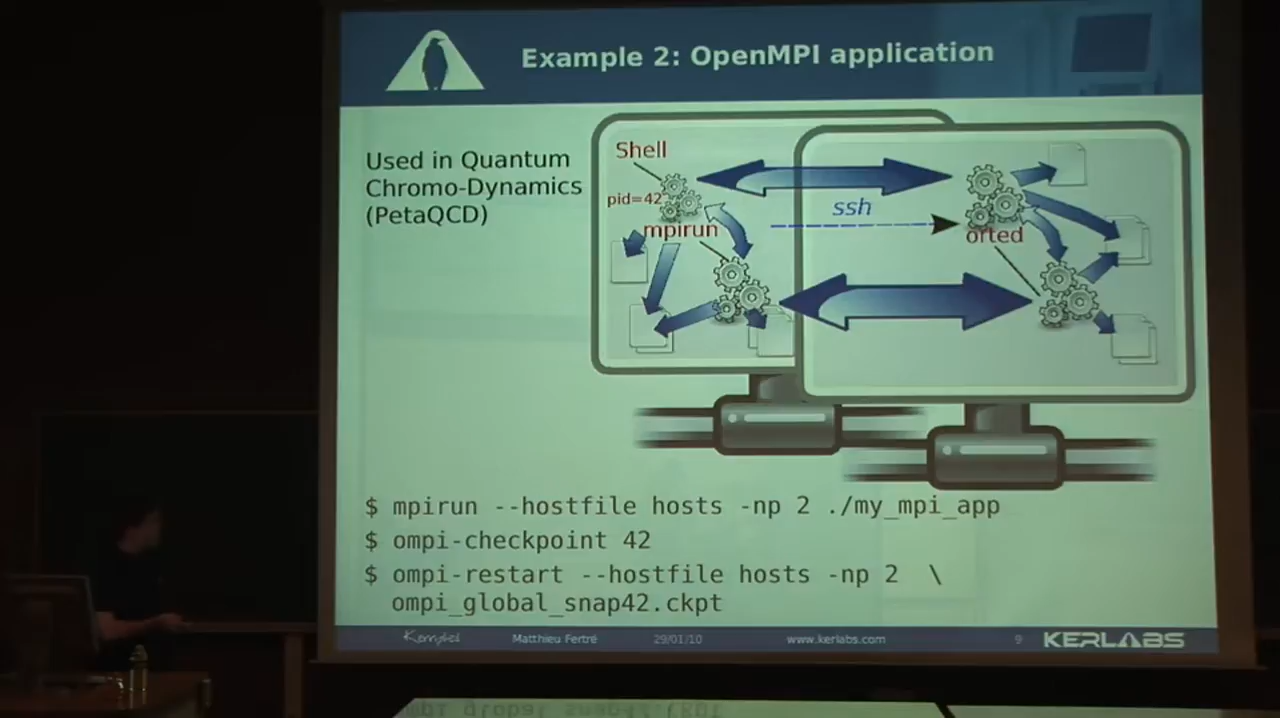 Example 2: OpenMPI application
Used in Quantum
Chromo-Dynamics
(PetaQCD)
Shell
pid=42
mpirun
ssh
orted
$ mpirun --hostfile hosts -np 2 ./my_mpi_app
$ ompi-checkpoint 42
$ ompi-restart --hostfile hosts -np 2 \
ompi_global_snap42.ckpt
Kerrighed
Matthieu Fertré
29/01/10
www.kerlabs.com
9
KERLABS